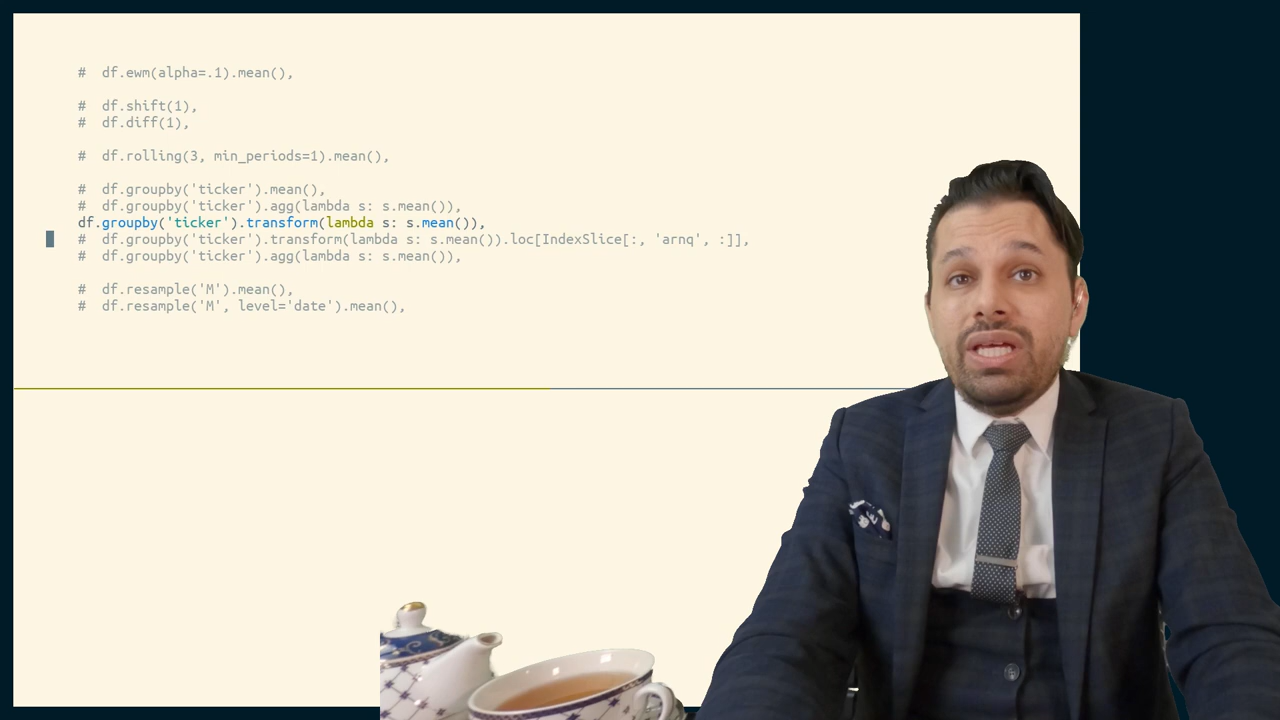 # df.ewm(alpha=.1).mean(),
# df.shift(1),
# df.diff(1),
# df.rolling(3, min_periods=1).mean(),
# df.groupby('ticker').mean(),
# df.groupby('ticker').agg(lambda s: s.mean()),
df.groupby('ticker').transform(lambda s: s.mean()),
# df.groupby('ticker').transform(lambda s: s.mean()).loc[IndexSlice[:, 'arnq', :]],
# df.groupby('ticker').agg(lambda s: s.mean()),
# df.resample('M').mean(),
# df.resample('M', level='date').mean(),